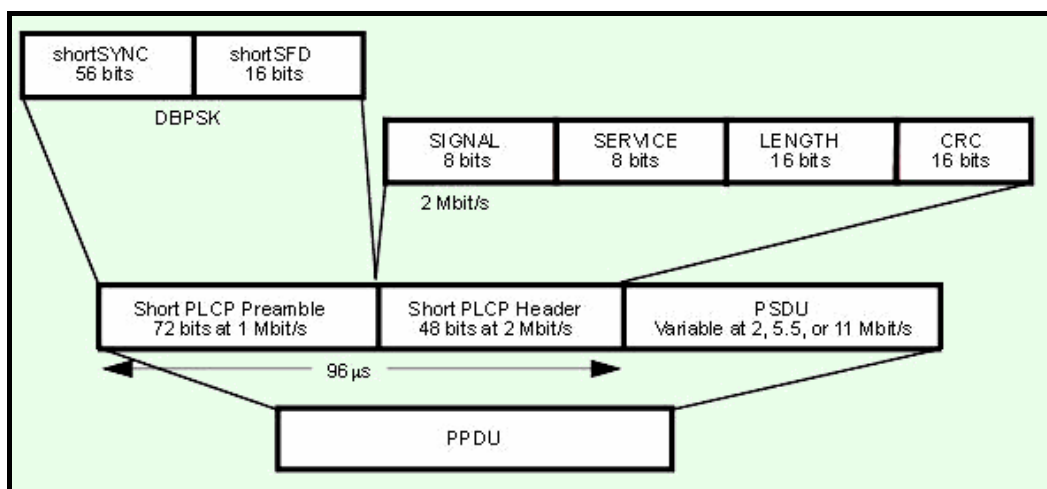 shortSYNC
56 bits
shortSFD
16 bits
DBPSK
SIGNAL
8 bits
SERVICE
8 bits
LENGTH
16 bits
CRC
16 bits
2 Mbit/s
Short PLCP Preamble
72 bits at 1 Mbit/s
Short PLCP Header
48 bits at 2 Mbit/s
PSDU
Variable at 2, 5.5, or 11 Mbit/s
96 μs
PPDU